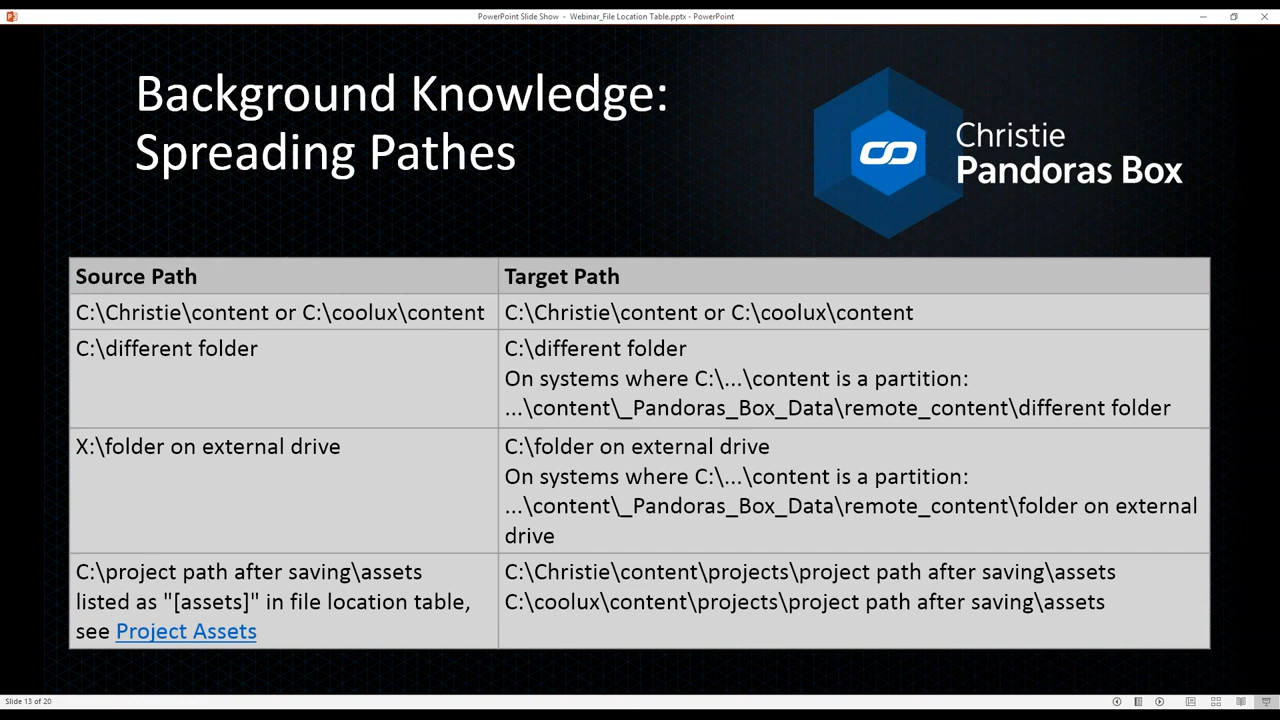 PowerPoint Slide Show - Webinar_File Location Table.pptx - PowerPoint
Background Knowledge:
Spreading Pathes
Christie
Pandoras Box
Source Path
Target Path
C:\Christie\content or C:\coolux\content
C:\Christie\content or C:\coolux\content
C:\different folder
C:\different folder
On systems where C:\...\content is a partition:
...\content\_Pandoras_Box_Data\remote_content\different folder
X:\folder on external drive
C:\folder on external drive
On systems where C:\...\content is a partition:
...\content\_Pandoras_Box_Data\remote_content\folder on external
drive
C:\project path after saving\assets
listed as "[assets]" in file location table,
see Project Assets
C:\Christie\content\projects\project path after saving\assets
C:\coolux\content\projects\project path after saving\assets
Slide 13 of 20